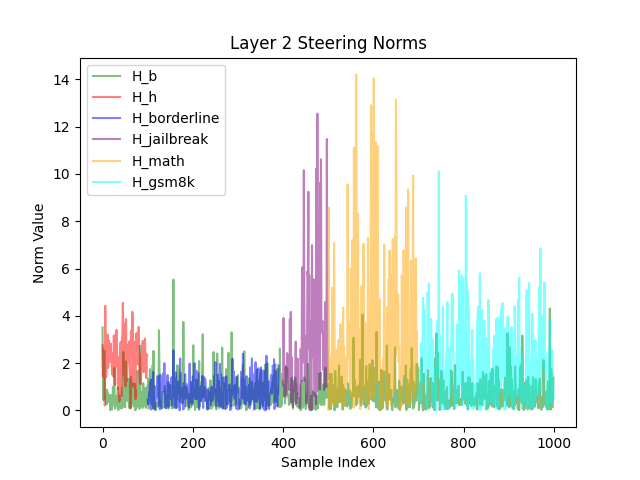 Layer 2 Steering Norms
H_b
H_h
H_borderline
H_jailbreak
H_math
H_gsm8k
Norm Value
14
12
10
8
6
4
2
0
0 200 400 600 800 1000
Sample Index